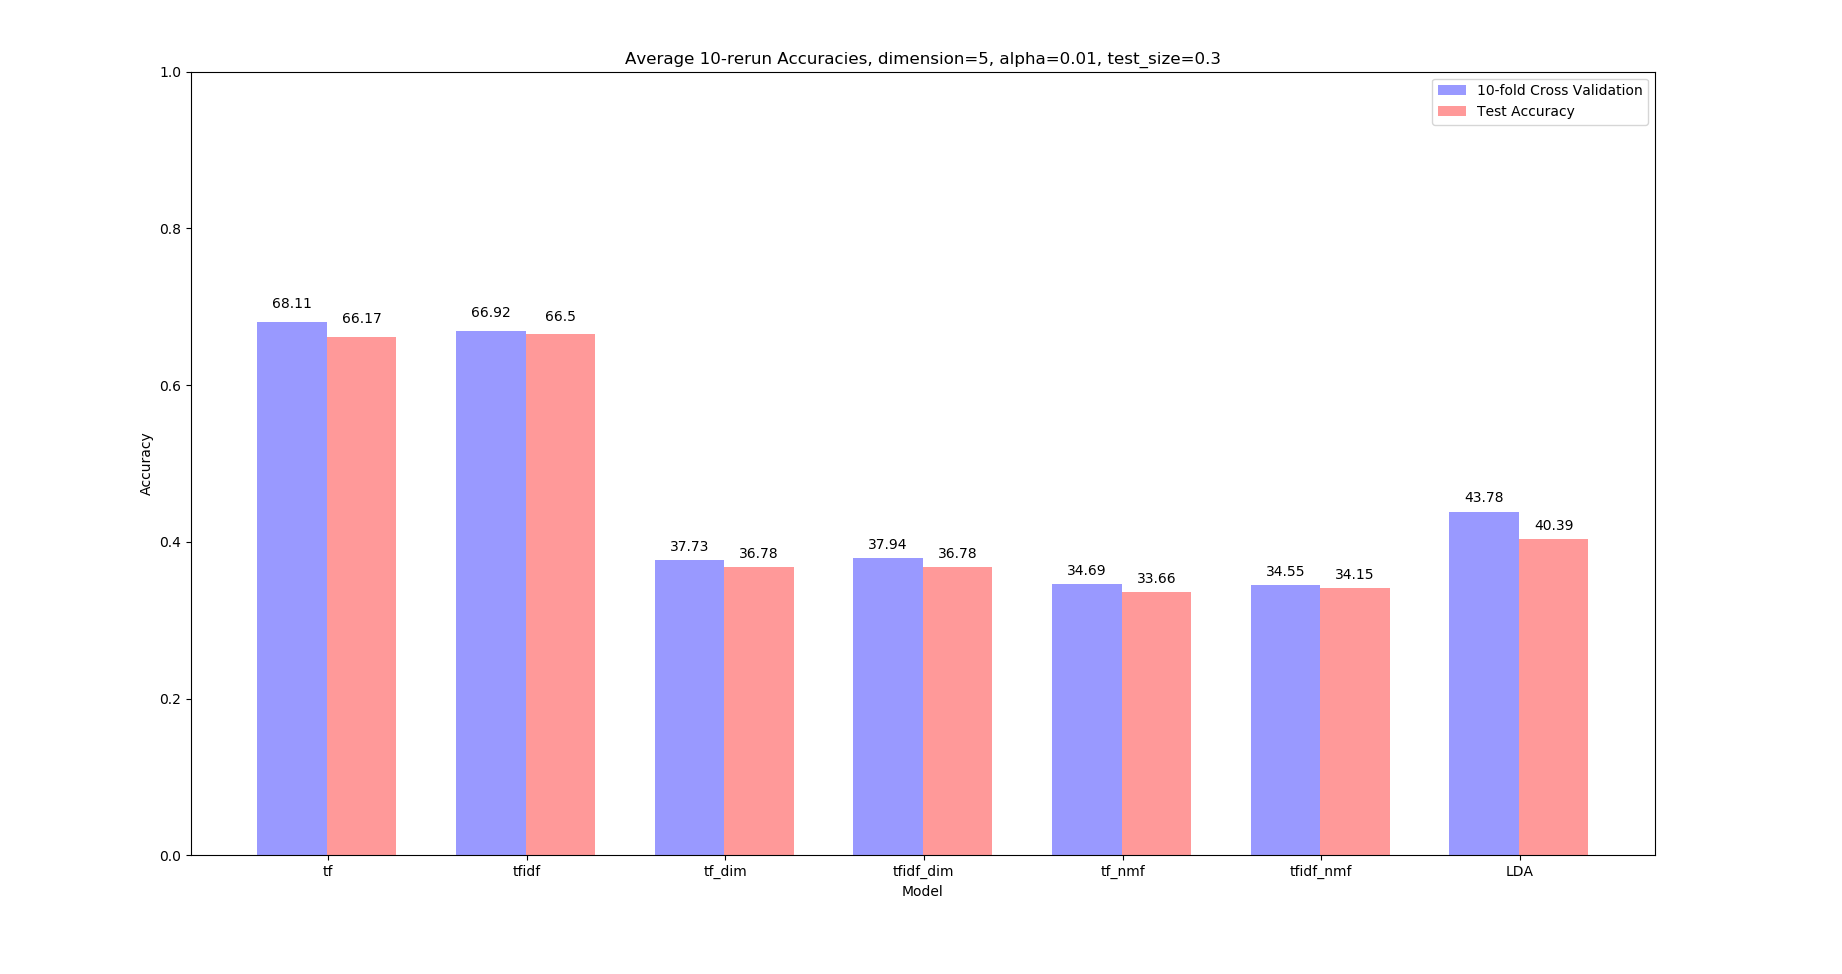 Average 10-rerun Accuracies, dimension=5, alpha=0.01, test_size=0.3
10-fold Cross Validation
Test Accuracy
1.0
0.8
0.6
0.4
0.2
0.0
Accuracy
68.11
66.17
66.92
66.5
37.73
36.78
37.94
36.78
34.69
33.66
34.55
34.15
43.78
40.39
tf
tfidf
tf_dim
tfidf_dim
tf_nmf
tfidf_nmf
LDA
Model